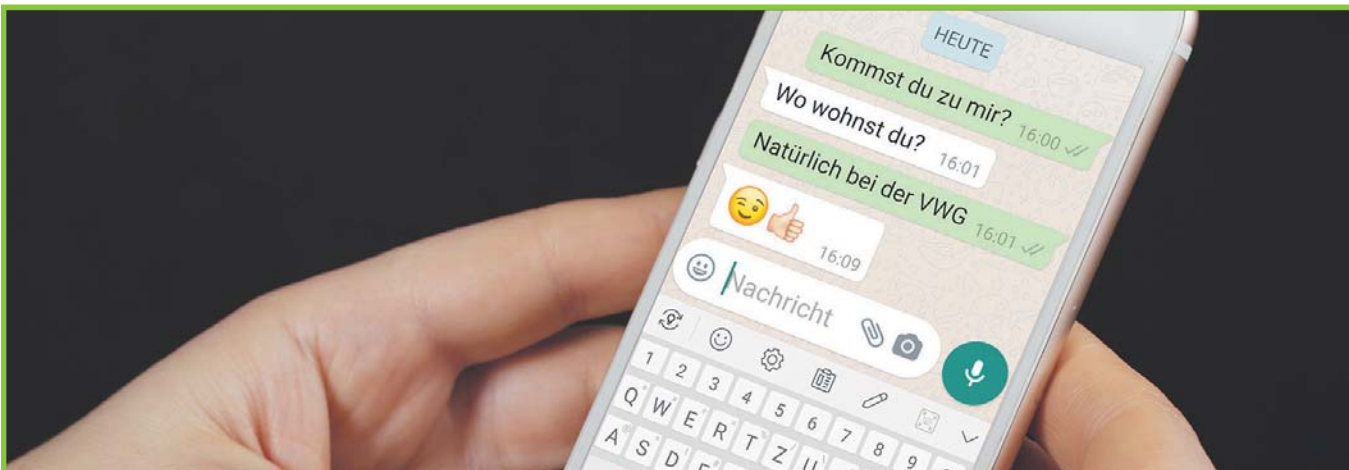 HEUTE
Kommst du zu mir? 16:00
Wo wohnst du? 16:01
Natürlich bei der VWG 16:01
😉👍 16:09
Nachricht
1 2 3 4 5 6 7 8 9
Q W E R T Z U
A S D F